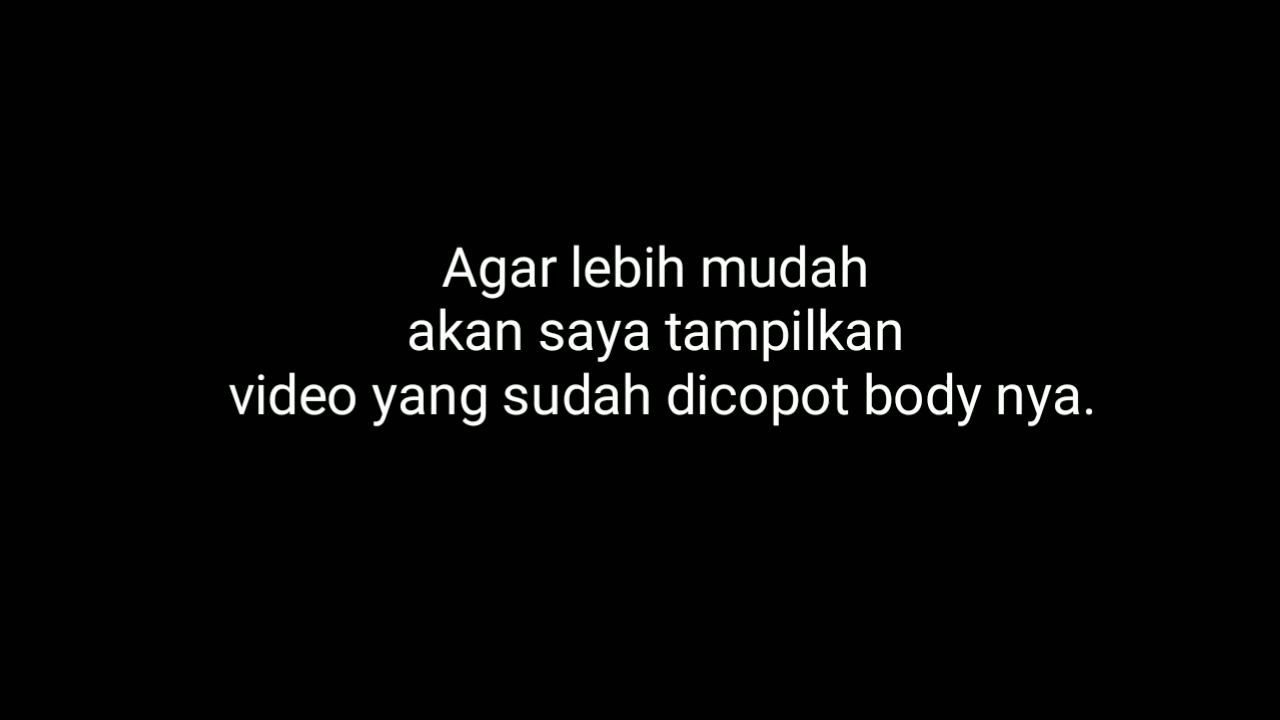 Agar lebih mudah
akan saya tampilkan
video yang sudah dicopot body nya.